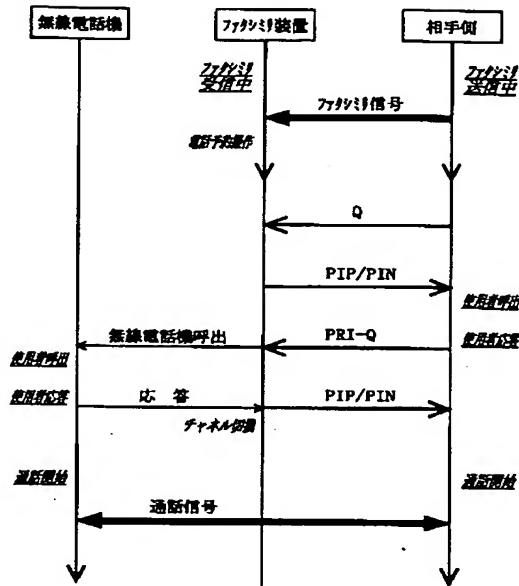 無線電話機
ファクシミリ装置
相手側
ファクシミリ
受信中
ファクシミリ
送信中
ファクシミリ信号
電話予約操作
Q
PIP/PIN
使用者呼出
無線電話機呼出
PRI-Q
使用者呼出
使用者応答
使用者応答
応 答
PIP/PIN
チャネル切換
通話開始
通話開始
通話信号